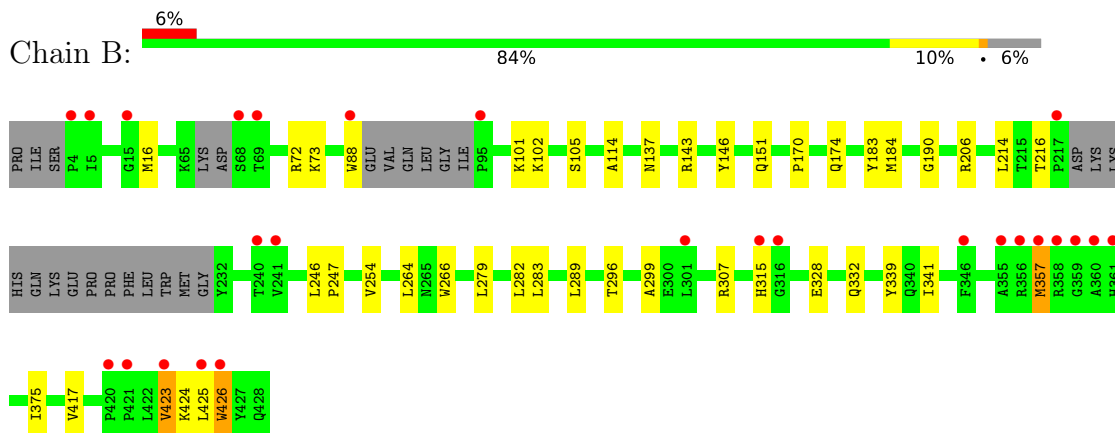 6%
Chain B:
84% 10% • 6%
PRO ILE SER P4 I5 G15 M16 K65 LYS ASP S68 T69 R72 K73 W88 GLU VAL GLN LEU GLY ILE P95 K101 K102 S105 A114 N137 R143 Y146 Q151 P170 Q174 Y183 M184 G190 R206 L214 T215 T216 P217 ASP LYS LYS
HIS GLN LYS GLU PRO PRO PHE LEU TRP MET GLY Y232 T240 V241 L246 P247 V254 L264 N265 W266 L279 L282 L283 L289 T296 A299 E300 L301 R307 H315 G316 E328 Q332 Y339 Q340 I341 F346 A355 R356 M357 R358 G359 A360 H361
I375 V417 P420 P421 L422 V423 K424 L425 W426 Y427 Q428